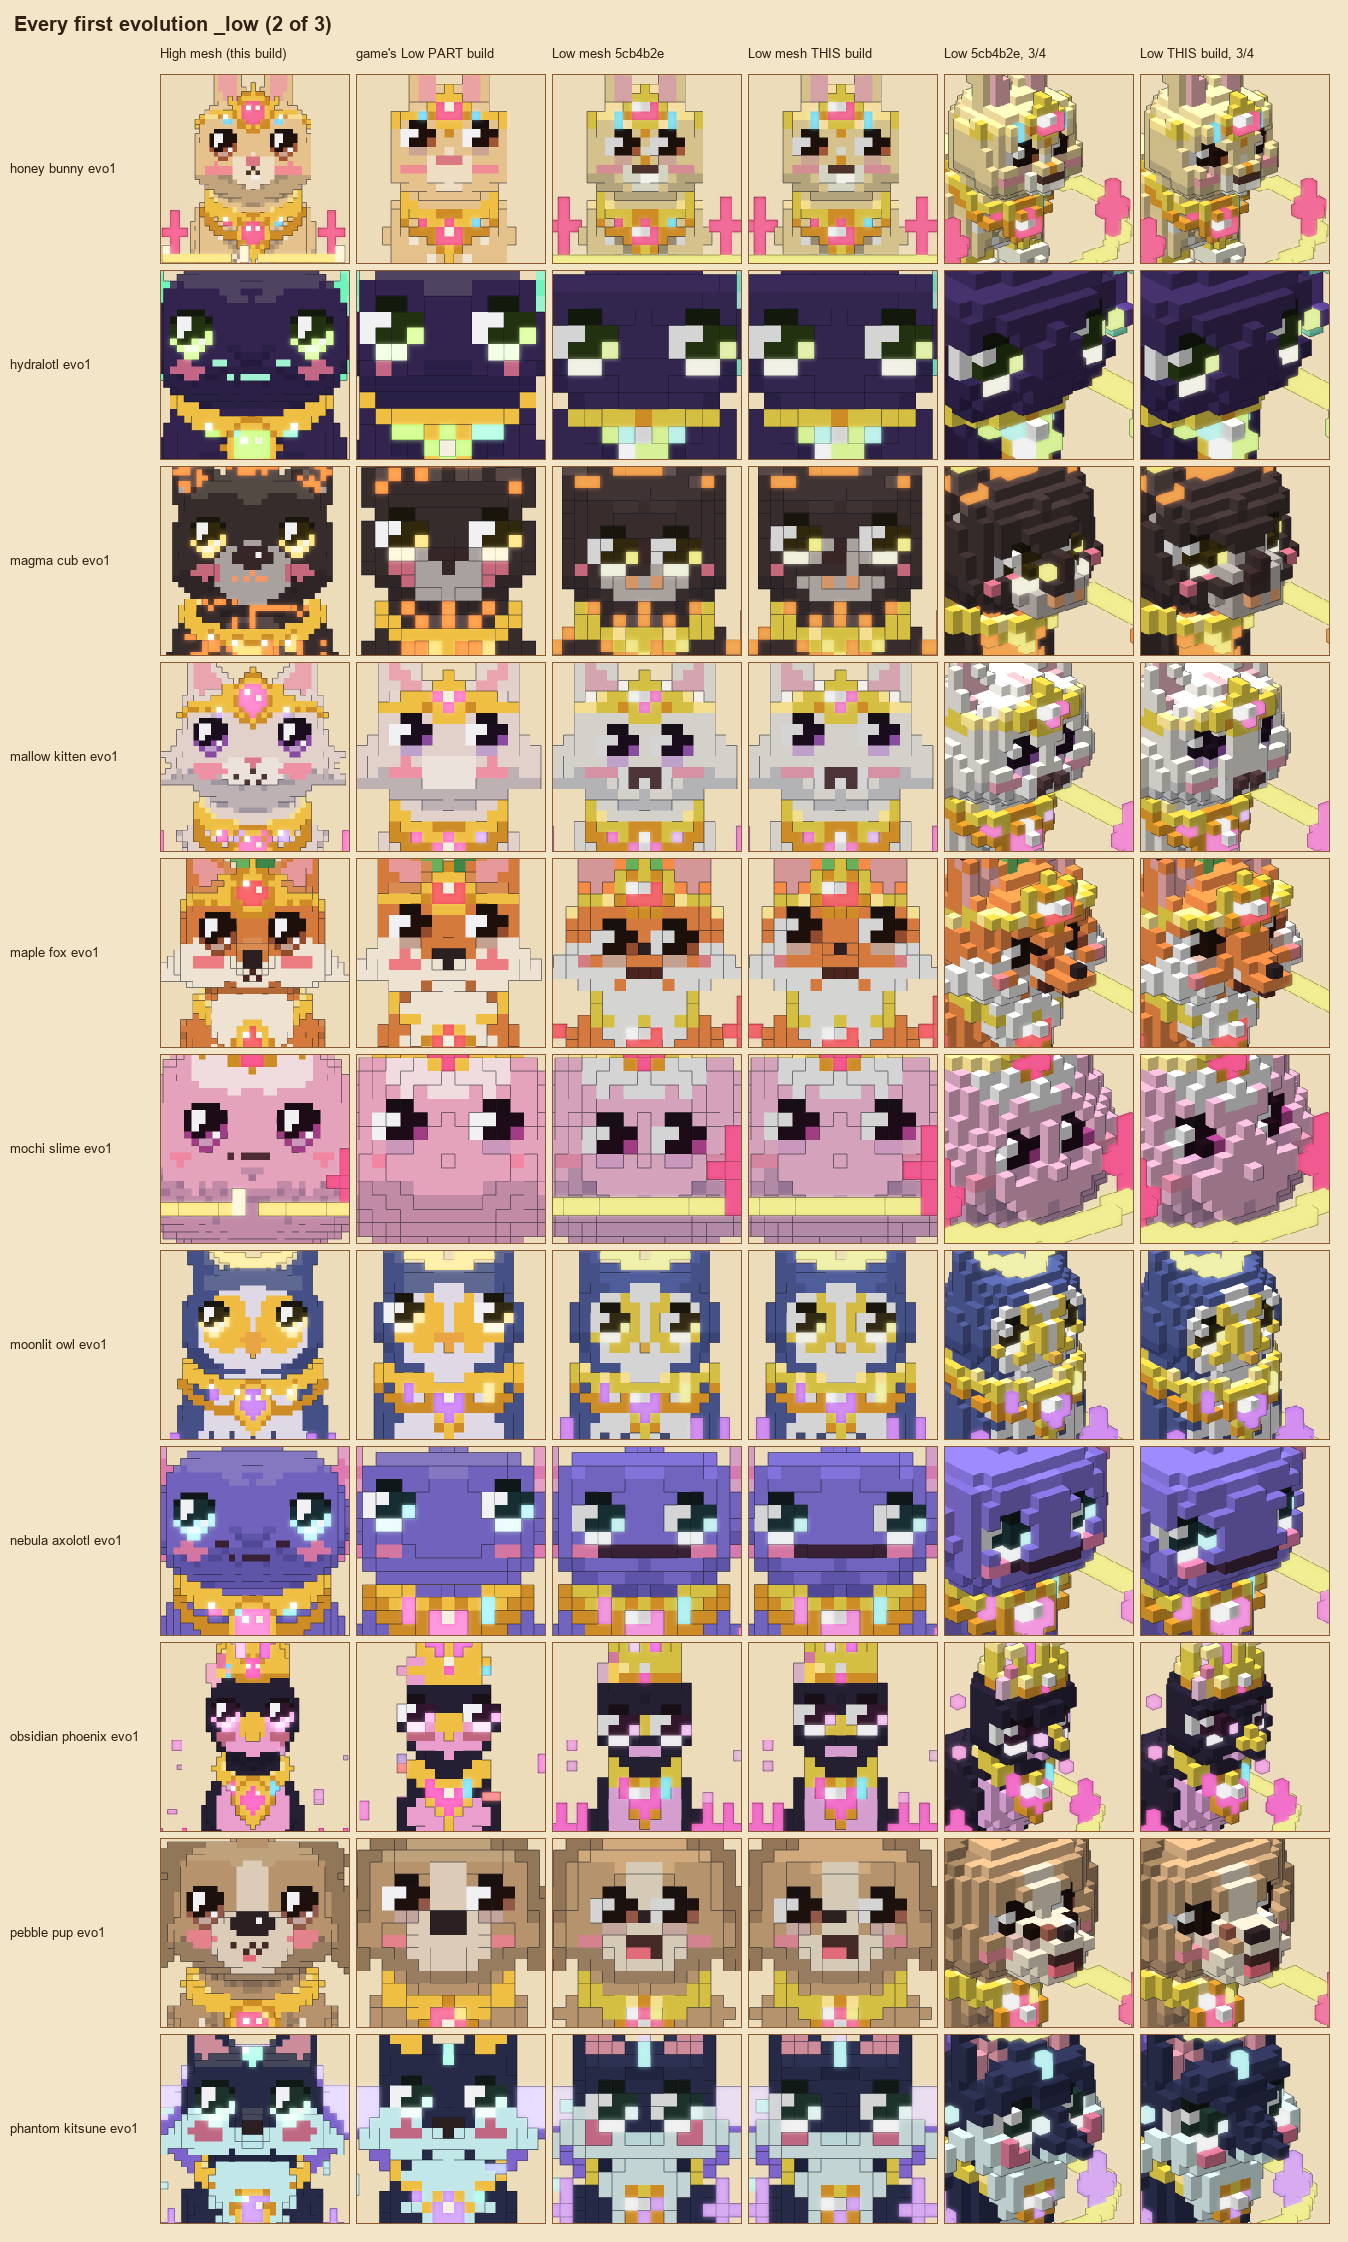 Every first evolution _low (2 of 3)
High mesh (this build)
game's Low PART build
Low mesh 5cb4b2e
Low mesh THIS build
Low 5cb4b2e, 3/4
Low THIS build, 3/4
honey bunny evo1
hydralotl evo1
magma cub evo1
mallow kitten evo1
maple fox evo1
mochi slime evo1
moonlit owl evo1
nebula axolotl evo1
obsidian phoenix evo1
pebble pup evo1
phantom kitsune evo1